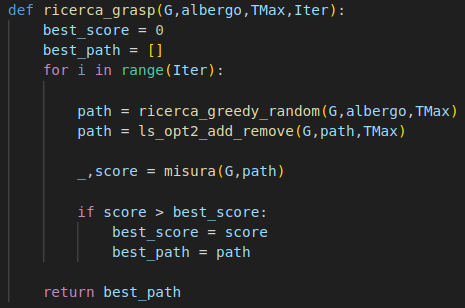 def ricerca_grasp(G,albergo,TMax,Iter):
    best_score = 0
    best_path = []
    for i in range(Iter):
        path = ricerca_greedy_random(G,albergo,TMax)
        path = ls_opt2_add_remove(G,path,TMax)
        _,score = misura(G,path)
        if score > best_score:
            best_score = score
            best_path = path
    return best_path